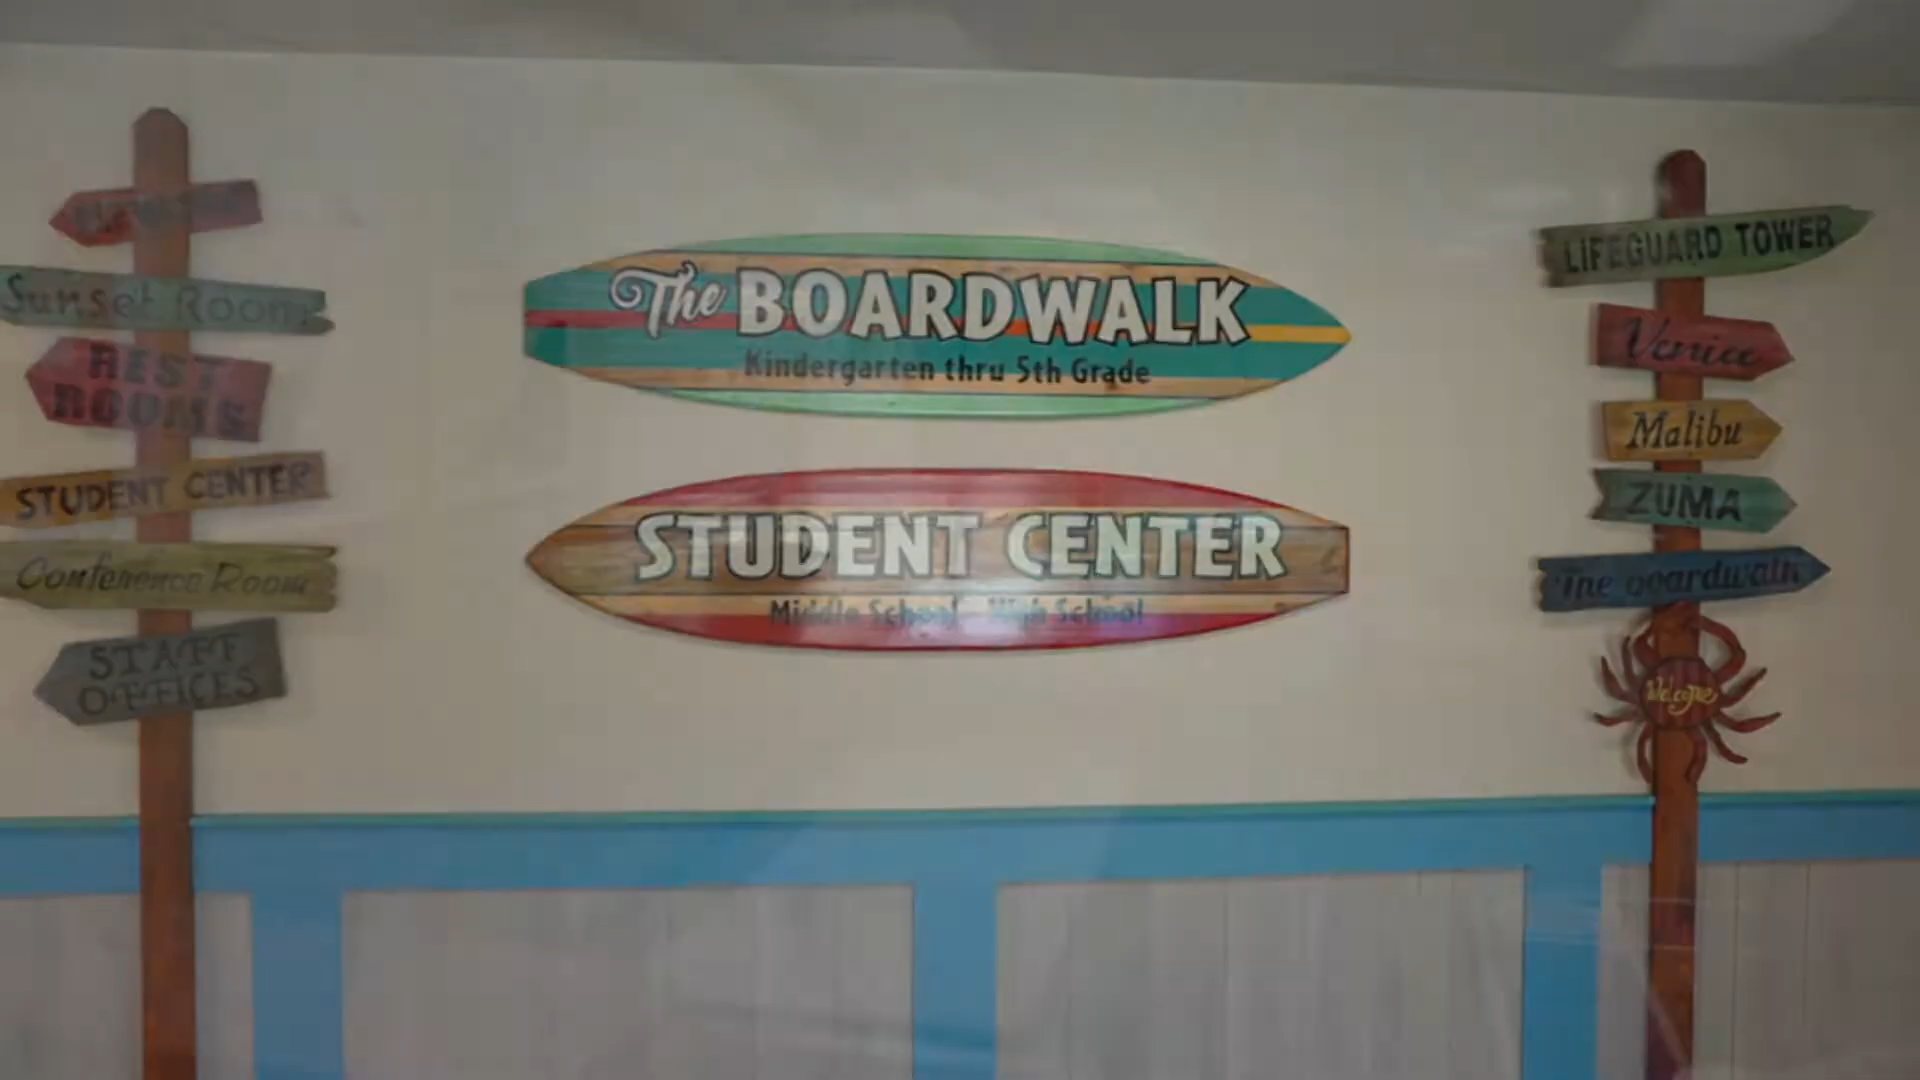 Sunset Room
REST
ROOMS
STUDENT CENTER
Conference Room
STAFF
OFFICES
The BOARDWALK
Kindergarten thru 5th Grade
STUDENT CENTER
Middle School - High School
LIFEGUARD TOWER
Venice
Malibu
ZUMA
The boardwalk
Welcome